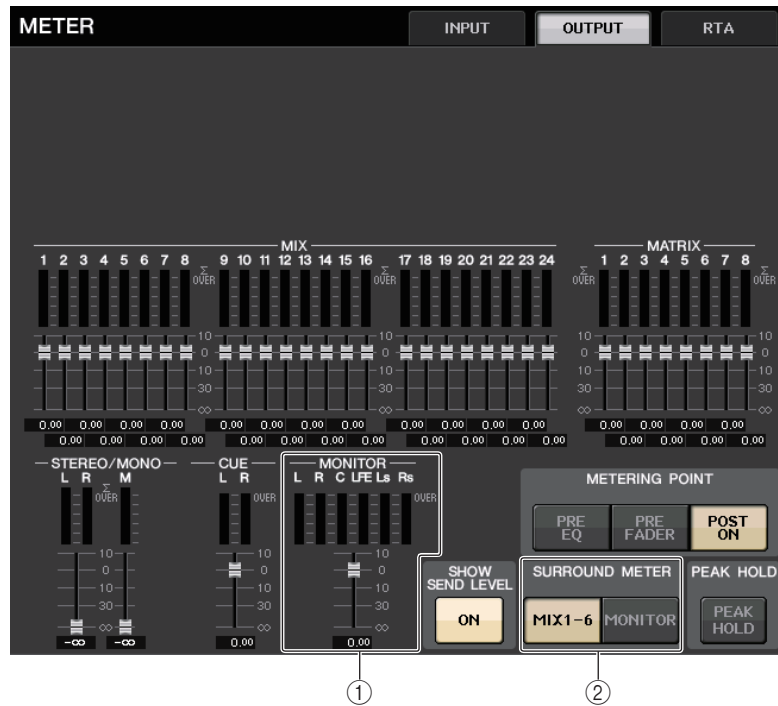 METER INPUT OUTPUT RTA
MIX MATRIX
1 2 3 4 5 6 7 8 9 10 11 12 13 14 15 16 17 18 19 20 21 22 23 24 1 2 3 4 5 6 7 8
Σ OVER Σ OVER Σ OVER Σ OVER
10 10 10 10
0 0 0 0
10 10 10 10
30 30 30 30
∞ ∞ ∞ ∞
0.00 0.00 0.00 0.00 0.00 0.00 0.00 0.00 0.00 0.00 0.00 0.00 0.00 0.00 0.00 0.00
0.00 0.00 0.00 0.00 0.00 0.00 0.00 0.00 0.00 0.00 0.00 0.00 0.00 0.00 0.00 0.00
STEREO/MONO CUE MONITOR
L R M L R L R C LFE Ls Rs
Σ OVER OVER OVER
10 10 10
0 0 0
10 10 10
30 30 30
∞ ∞ ∞
-∞ -∞ 0.00 0.00
METERING POINT
PRE EQ PRE FADER POST ON
SHOW SEND LEVEL
ON
SURROUND METER
MIX1-6 MONITOR
PEAK HOLD
PEAK HOLD
① ②